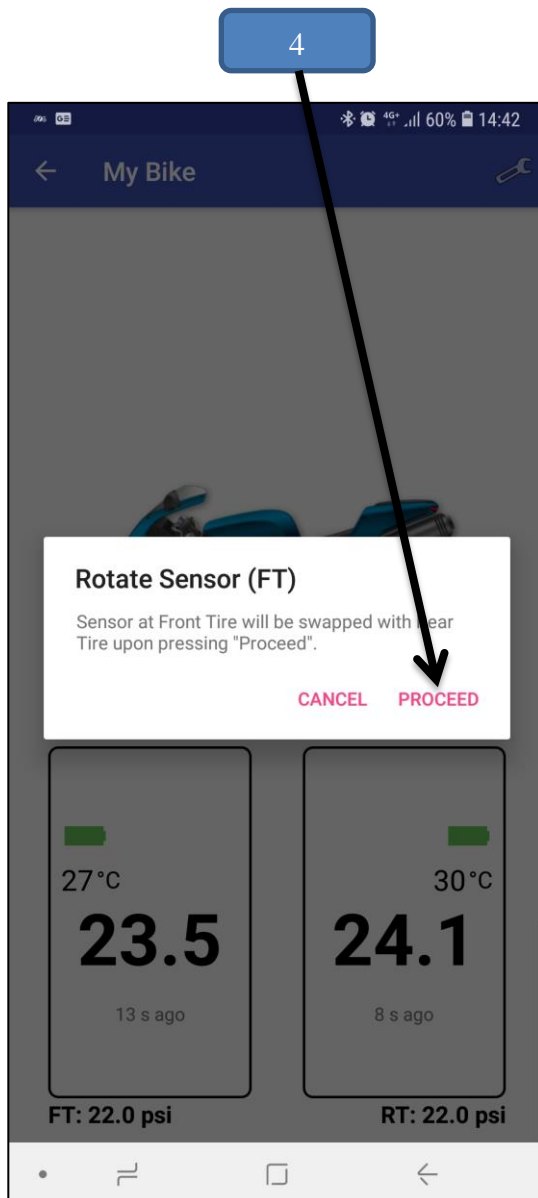 4
4G+ 60% 14:42
My Bike
Rotate Sensor (FT)
Sensor at Front Tire will be swapped with Rear
Tire upon pressing "Proceed".
CANCEL PROCEED
27°C 30°C
23.5 24.1
13 s ago 8 s ago
FT: 22.0 psi RT: 22.0 psi